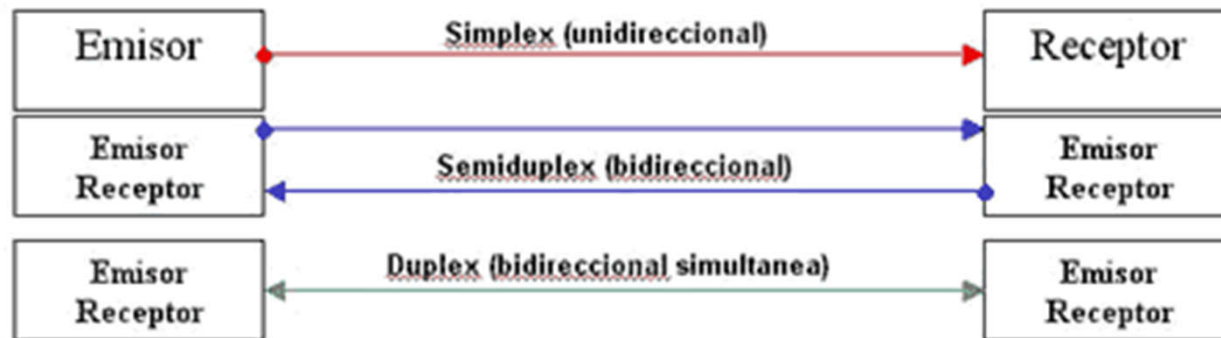 Emisor
Simplex (unidireccional)
Receptor
Emisor
Receptor
Semiduplex (bidireccional)
Emisor
Receptor
Emisor
Receptor
Duplex (bidireccional simultanea)
Emisor
Receptor